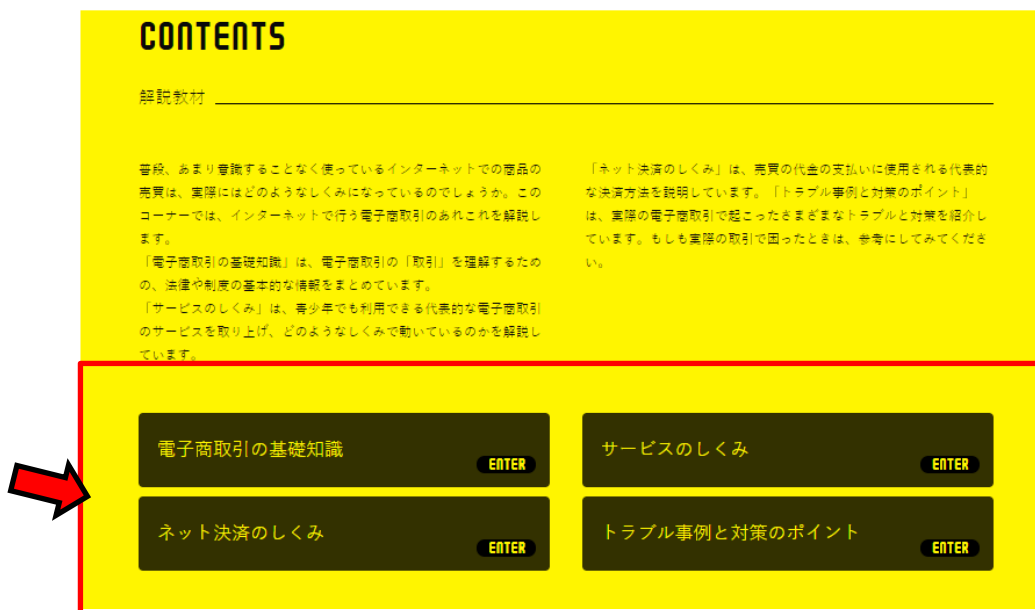 CONTENTS
解説教材
普段、あまり意識することなく使っているインターネットでの商品の
売買は、実際にはどのようなしくみになっているのでしょうか。この
コーナーでは、インターネットで行う電子商取引のあれこれを解説し
ます。
「電子商取引の基礎知識」は、電子商取引の「取引」を理解するため
の、法律や制度の基本的な情報をまとめています。
「サービスのしくみ」は、青少年でも利用できる代表的な電子商取引
のサービスを取り上げ、どのようなしくみで動いているのかを解説し
ています。
「ネット決済のしくみ」は、売買の代金の支払いに使用される代表的
な決済方法を説明しています。「トラブル事例と対策のポイント」
は、実際の電子商取引で起こったさまざまなトラブルと対策を紹介し
ています。もしも実際の取引で困ったときは、参考にしてみてくださ
い。
電子商取引の基礎知識
ENTER
サービスのしくみ
ENTER
ネット決済のしくみ
ENTER
トラブル事例と対策のポイント
ENTER